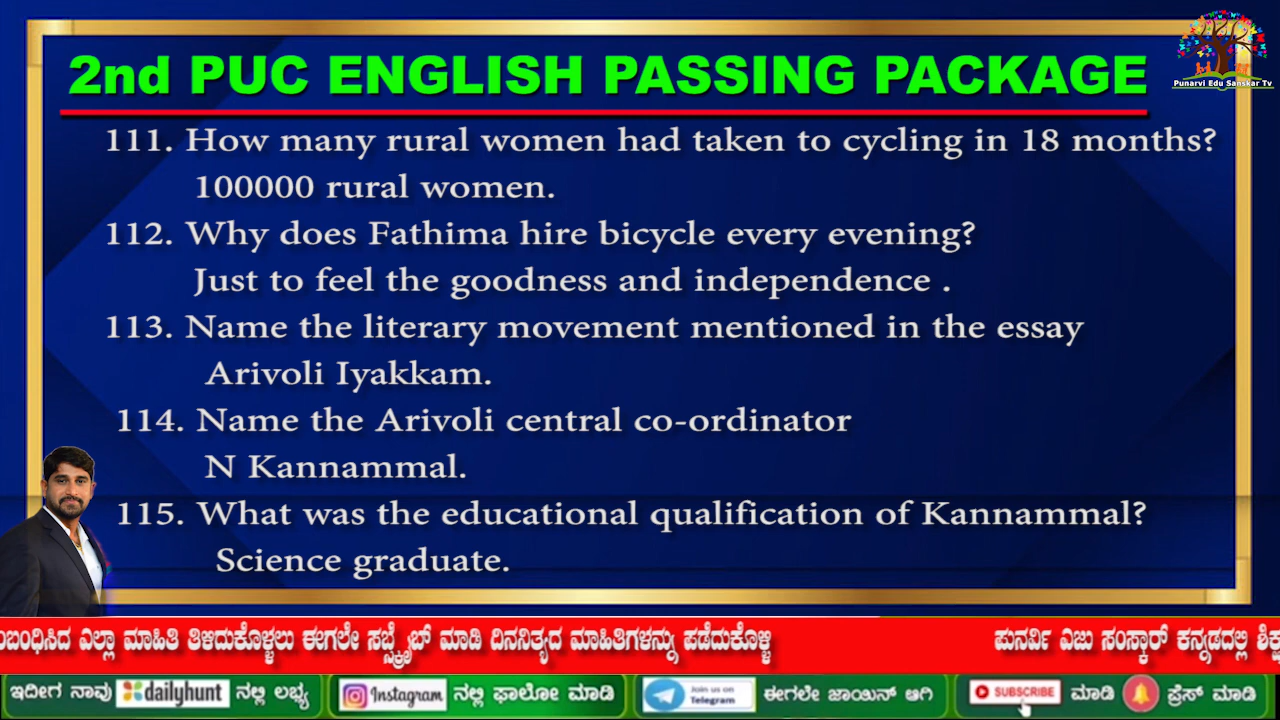 Punarvi Edu Sanskar Tv
2nd PUC ENGLISH PASSING PACKAGE
111. How many rural women had taken to cycling in 18 months?
100000 rural women.
112. Why does Fathima hire bicycle every evening?
Just to feel the goodness and independence .
113. Name the literary movement mentioned in the essay
Arivoli Iyakkam.
114. Name the Arivoli central co-ordinator
N Kannammal.
115. What was the educational qualification of Kannammal?
Science graduate.
ಎಲ್ಲಾ ಮಾಹಿತಿ ತಿಳಿದುಕೊಳ್ಳಲು ಈಗಲೇ ಸಬ್ಸ್ಕ್ರೈಬ್ ಮಾಡಿ ದಿನನಿತ್ಯದ ಮಾಹಿತಿಗಳನ್ನು ಪಡೆದುಕೊಳ್ಳಿ ಪುನರ್ವಿ ಎಜು ಸಂಸ್ಕಾರ್ ಕನ್ನಡದಲ್ಲಿ
ಇದೀಗ ನಾವು dailyhunt ನಲ್ಲಿ ಲಭ್ಯ Instagram ನಲ್ಲಿ ಫಾಲೋ ಮಾಡಿ Join us on Telegram ಈಗಲೇ ಜಾಯಿನ್ ಆಗಿ SUBSCRIBE ಮಾಡಿ ಪ್ರೆಸ್ ಮಾಡಿ